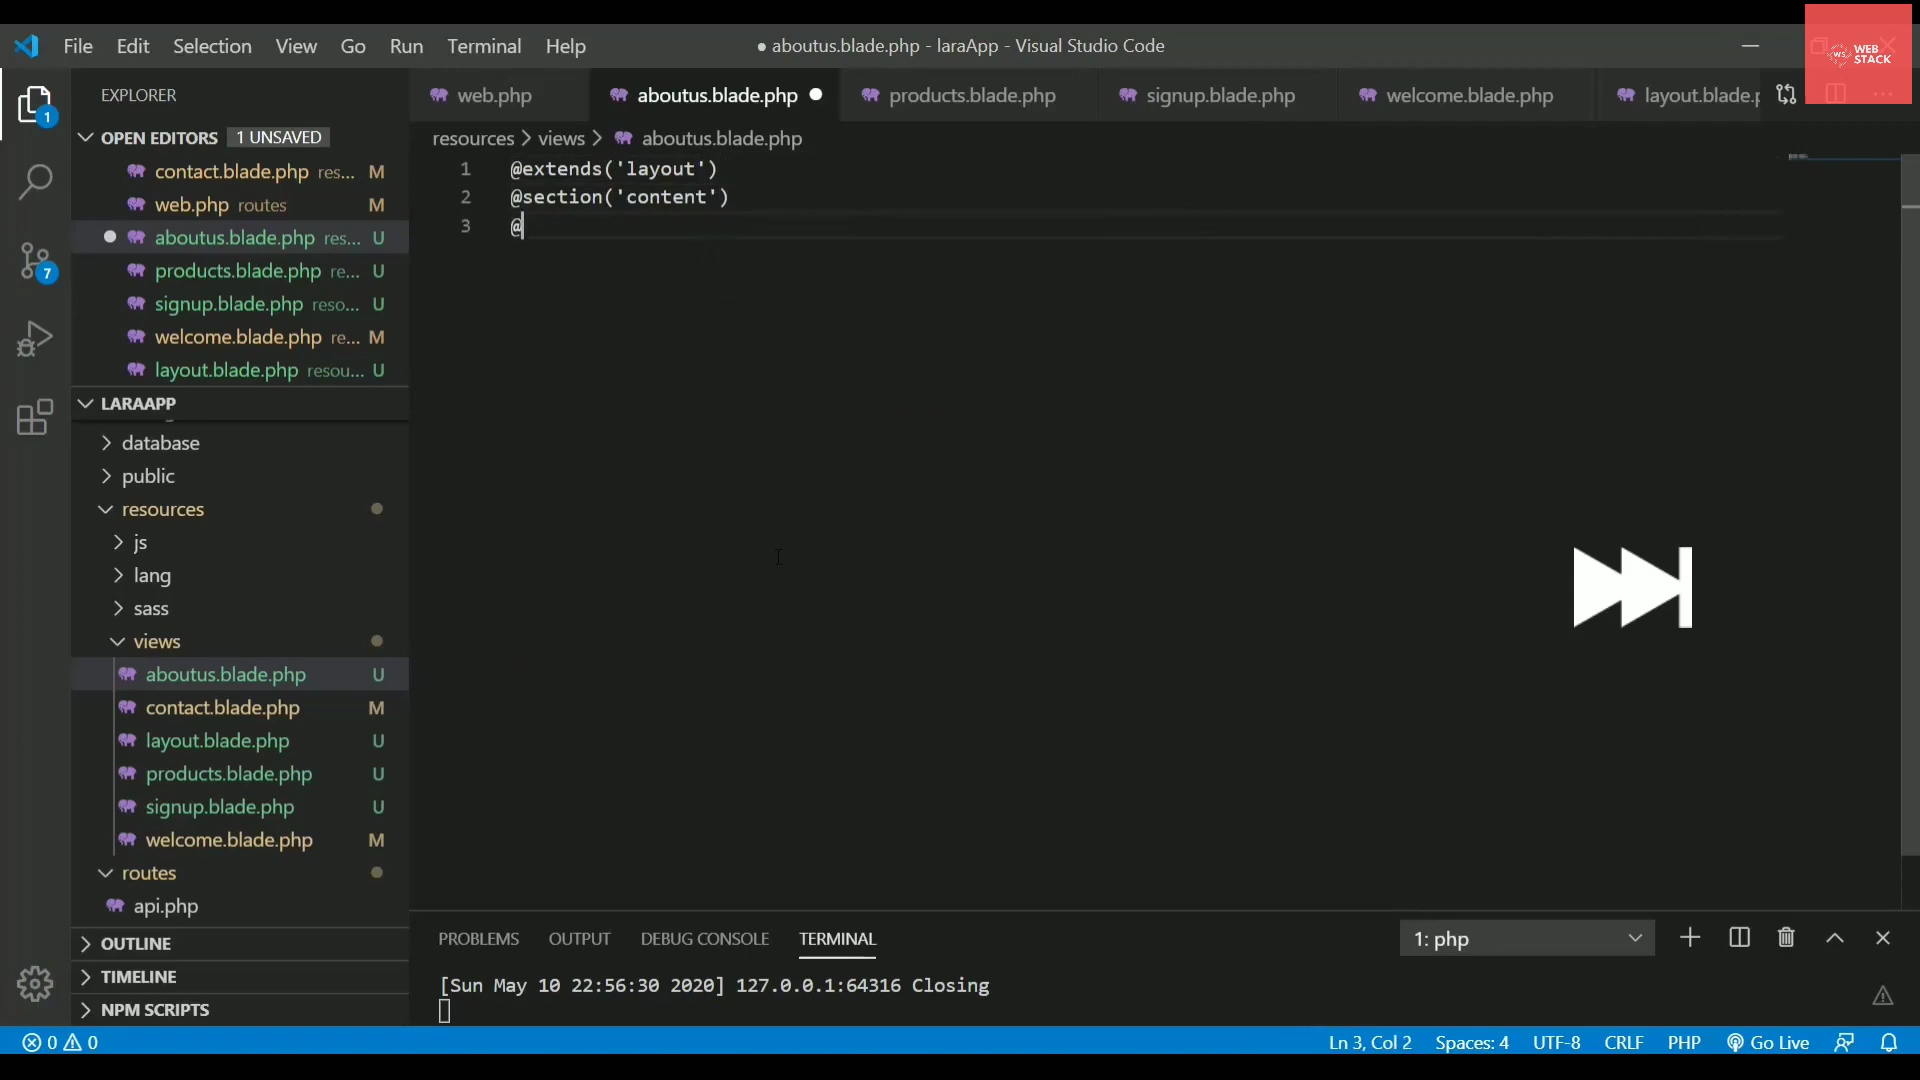 File Edit Selection View Go Run Terminal Help
● aboutus.blade.php - laraApp - Visual Studio Code
WS WEB
STACK
EXPLORER
OPEN EDITORS 1 UNSAVED
contact.blade.php res... M
web.php routes M
aboutus.blade.php res... U
products.blade.php re... U
signup.blade.php reso... U
welcome.blade.php re... M
layout.blade.php resou... U
LARAAPP
database
public
resources
js
lang
sass
views
aboutus.blade.php U
contact.blade.php M
layout.blade.php U
products.blade.php U
signup.blade.php U
welcome.blade.php M
routes
api.php
OUTLINE
TIMELINE
NPM SCRIPTS
1
7
web.php aboutus.blade.php products.blade.php signup.blade.php welcome.blade.php layout.blade.p
resources > views > aboutus.blade.php
1 @extends('layout')
2 @section('content')
3 @
PROBLEMS OUTPUT DEBUG CONSOLE TERMINAL
1: php
[Sun May 10 22:56:30 2020] 127.0.0.1:64316 Closing
0 0
Ln 3, Col 2 Spaces: 4 UTF-8 CRLF PHP Go Live